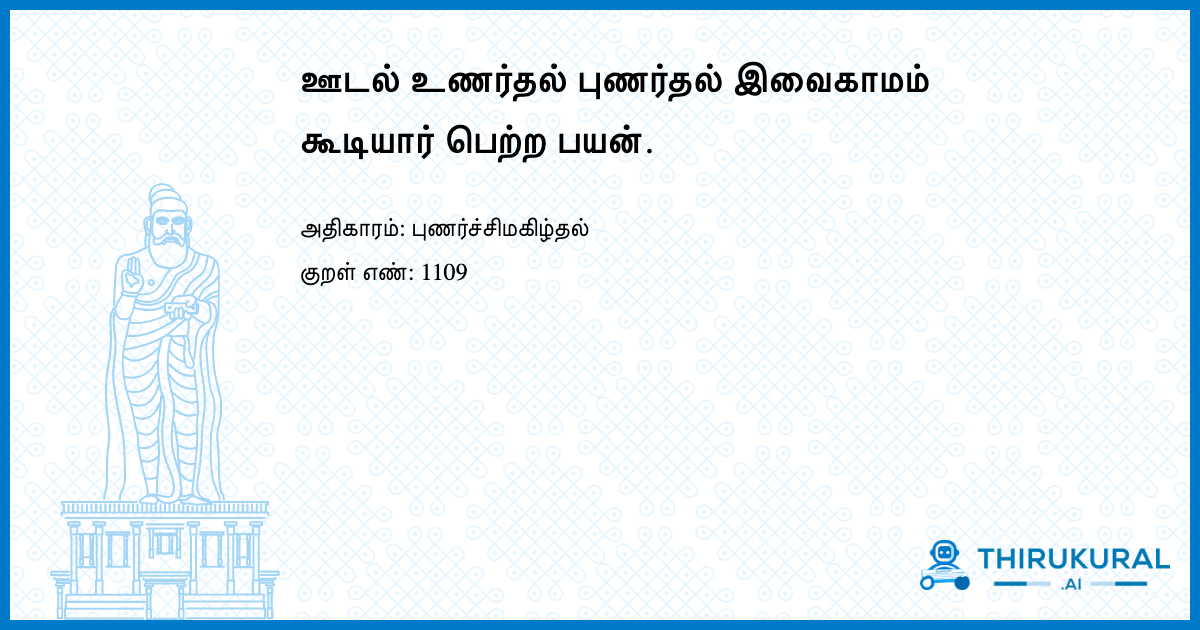 ஊடல் உணர்தல் புணர்தல் இவைகாமம்
கூடியார் பெற்ற பயன்.
அதிகாரம்: புணர்ச்சிமகிழ்தல்
குறள் எண்: 1109
THIRUKURAL
.AI